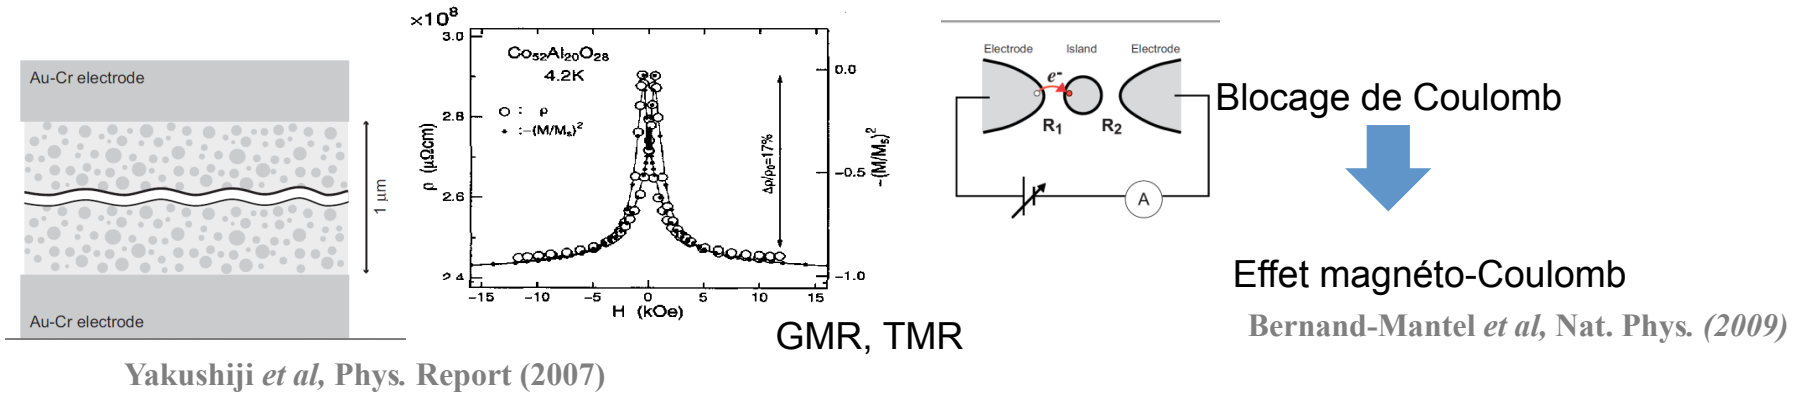 Au-Cr electrode
1 µm
Au-Cr electrode
Yakushiji et al, Phys. Report (2007)
×10⁸
3.0
2.8
2.6
2.4
ρ (μΩcm)
Co₅₂Al₂₀O₂₈
4.2K
○ : ρ
• : -(M/Mₛ)²
Δρ/ρ₀=17%
0.0
-0.5
-1.0
-(M/Mₛ)²
-15 -10 -5 0 5 10 15
H (kOe)
GMR, TMR
Electrode Island Electrode
e-
R₁ R₂
A
Blocage de Coulomb
Effet magnéto-Coulomb
Bernand-Mantel et al, Nat. Phys. (2009)